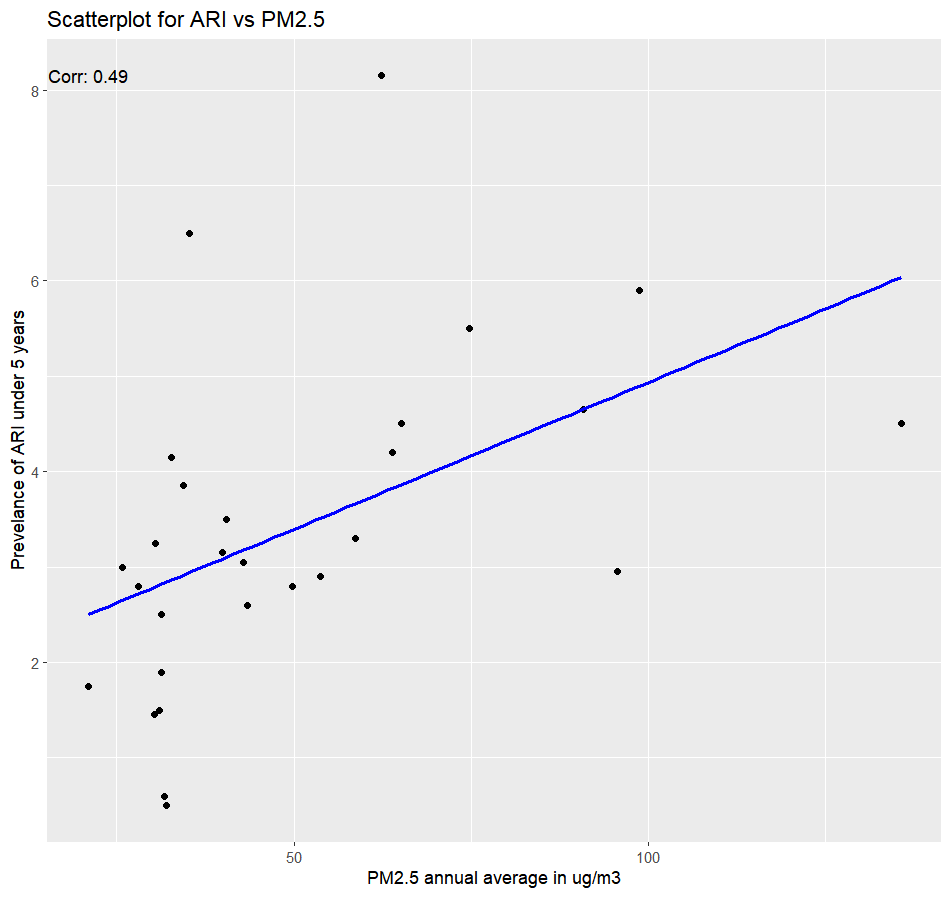 Scatterplot for ARI vs PM2.5
Corr: 0.49
8
6
4
2
Prevelance of ARI under 5 years
50
100
PM2.5 annual average in ug/m3